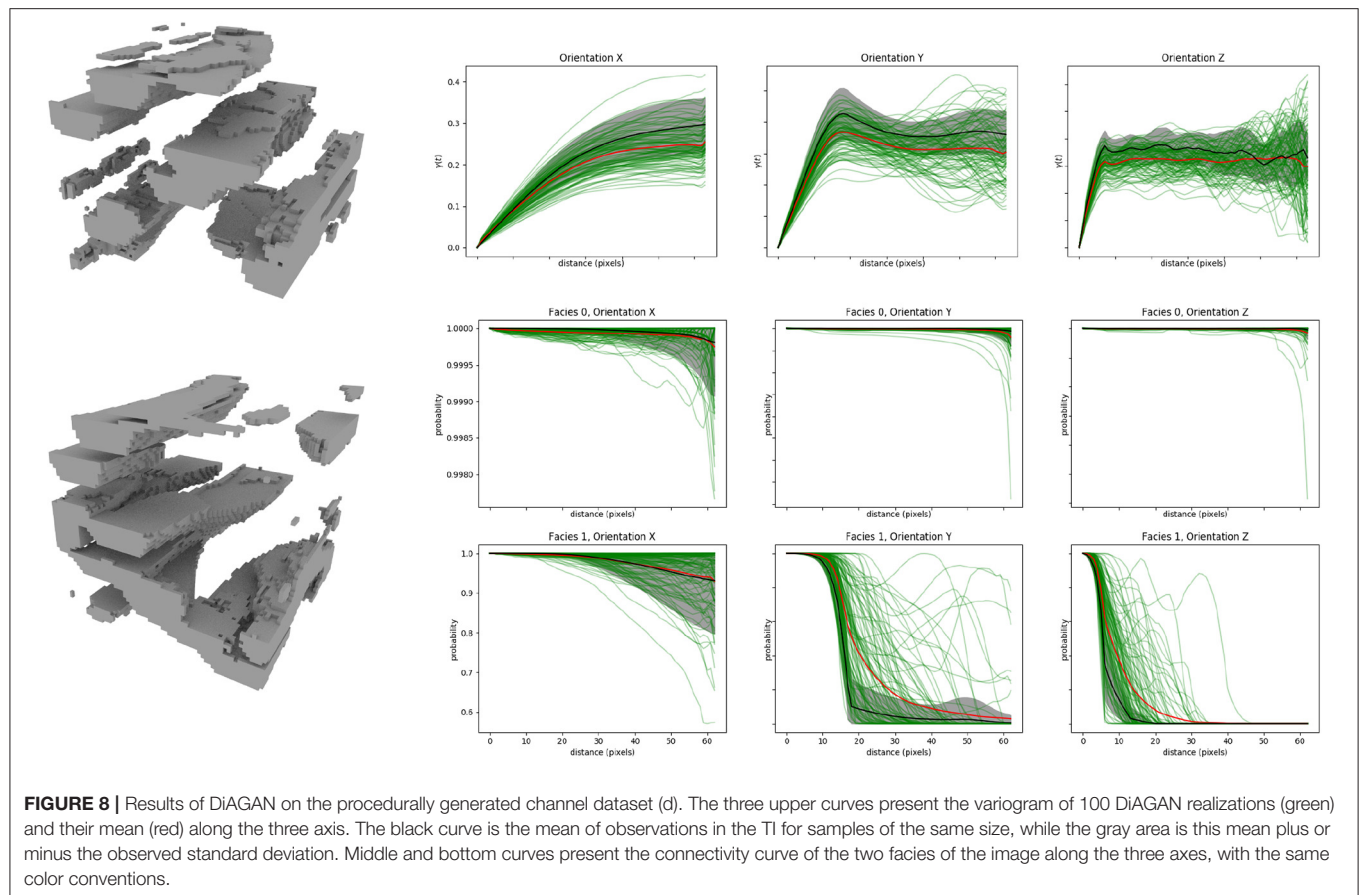 Orientation X
Orientation Y
Orientation Z
0.4
0.3
0.2
0.1
0.0
γ(t)
γ(t)
γ(t)
distance (pixels)
distance (pixels)
distance (pixels)
Facies 0, Orientation X
Facies 0, Orientation Y
Facies 0, Orientation Z
1.0000
0.9995
0.9990
0.9985
0.9980
probability
probability
probability
distance (pixels)
distance (pixels)
distance (pixels)
Facies 1, Orientation X
Facies 1, Orientation Y
Facies 1, Orientation Z
1.0
0.9
0.8
0.7
0.6
probability
probability
probability
0 10 20 30 40 50 60
0 10 20 30 40 50 60
0 10 20 30 40 50 60
distance (pixels)
distance (pixels)
distance (pixels)
FIGURE 8 | Results of DiAGAN on the procedurally generated channel dataset (d). The three upper curves present the variogram of 100 DiAGAN realizations (green)
and their mean (red) along the three axis. The black curve is the mean of observations in the TI for samples of the same size, while the gray area is this mean plus or
minus the observed standard deviation. Middle and bottom curves present the connectivity curve of the two facies of the image along the three axes, with the same
color conventions.